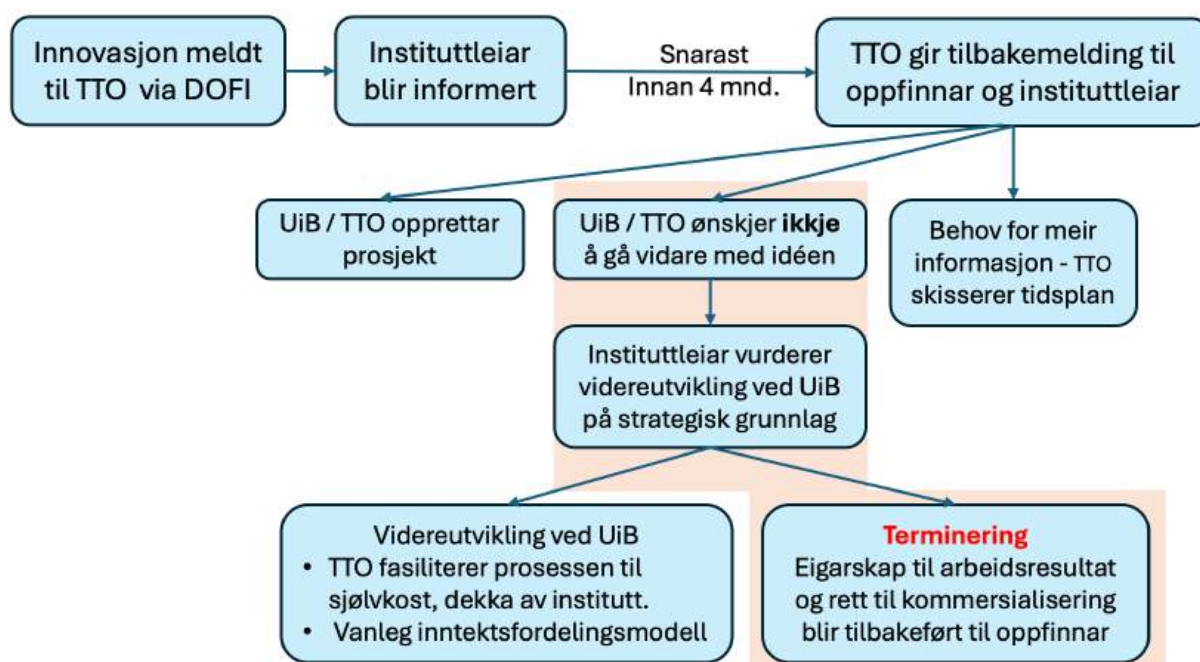 Innovasjon meldt
til TTO via DOFI
Instituttleiar
blir informert
Snarast
Innan 4 mnd.
TTO gir tilbakemelding til
oppfinnar og instituttleiar
UiB / TTO opprettar
prosjekt
UiB / TTO ønskjer ikkje
å gå vidare med idéen
Behov for meir
informasjon - TTO
skisserer tidsplan
Instituttleiar vurderer
videreutvikling ved UiB
på strategisk grunnlag
Videreutvikling ved UiB
• TTO fasiliterer prosessen til
sjølvkost, dekka av institutt.
• Vanleg inntektsfordelingsmodell
Terminering
Eigarskap til arbeidsresultat
og rett til kommersialisering
blir tilbakeført til oppfinnar